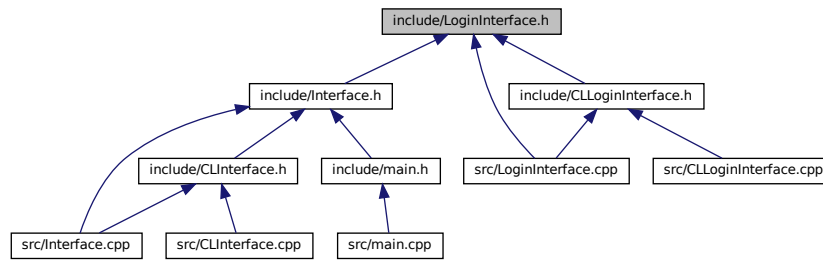 include/LoginInterface.h
include/Interface.h
include/CLLoginInterface.h
include/CLInterface.h
include/main.h
src/LoginInterface.cpp
src/CLLoginInterface.cpp
src/Interface.cpp
src/CLInterface.cpp
src/main.cpp